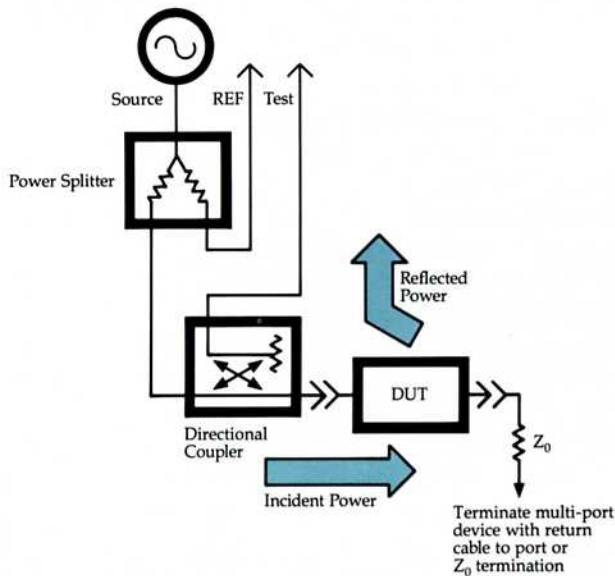 Source
REF
Test
Power Splitter
Reflected
Power
DUT
Directional
Coupler
Z₀
Incident Power
Terminate multi-port
device with return
cable to port or
Z₀ termination